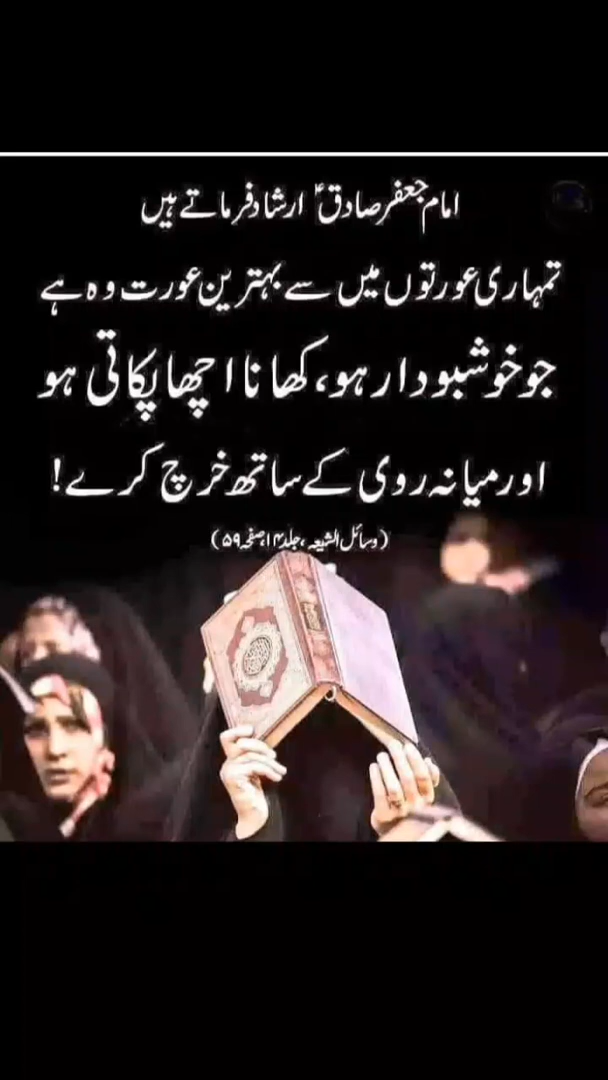 امام جعفر صادقؑ ارشاد فرماتے ہیں
تمہاری عورتوں میں سے بہترین عورت وہ ہے
جو خوشبودار ہو، کھانا اچھا پکاتی ہو
اور میانہ روی کے ساتھ خرچ کرے!
(وسائل الشیعہ، جلد ۱۴، صفحہ ۵۹)